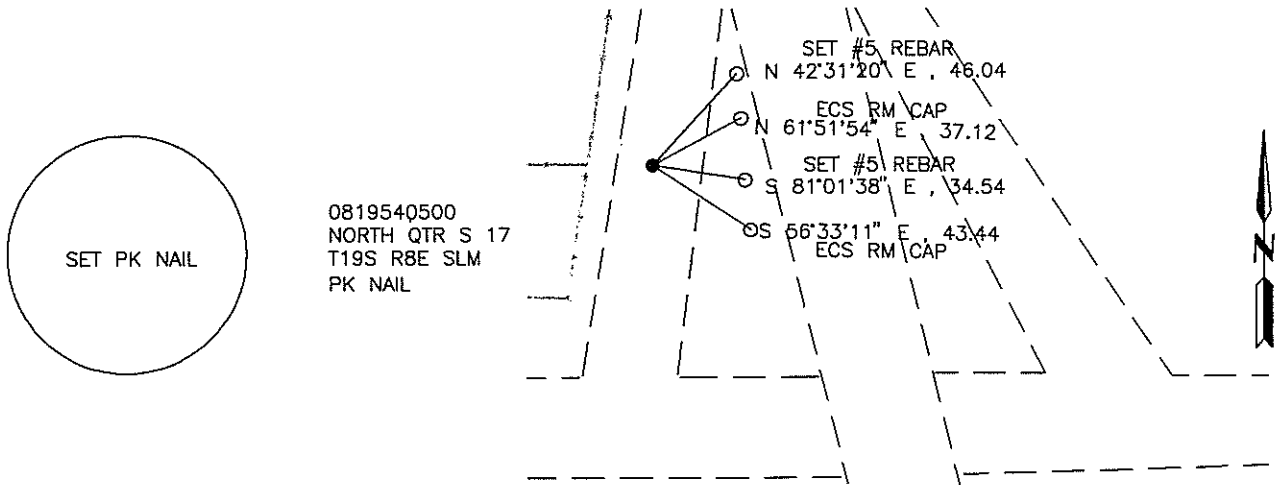 SET PK NAIL
0819540500
NORTH QTR S 17
T19S R8E SLM
PK NAIL
SET #5 REBAR
N 42°31'20" E , 46.04
ECS RM CAP
N 61°51'54" E , 37.12
SET #5 REBAR
S 81°01'38" E , 34.54
S 56°33'11" E , 43.44
ECS RM CAP
N